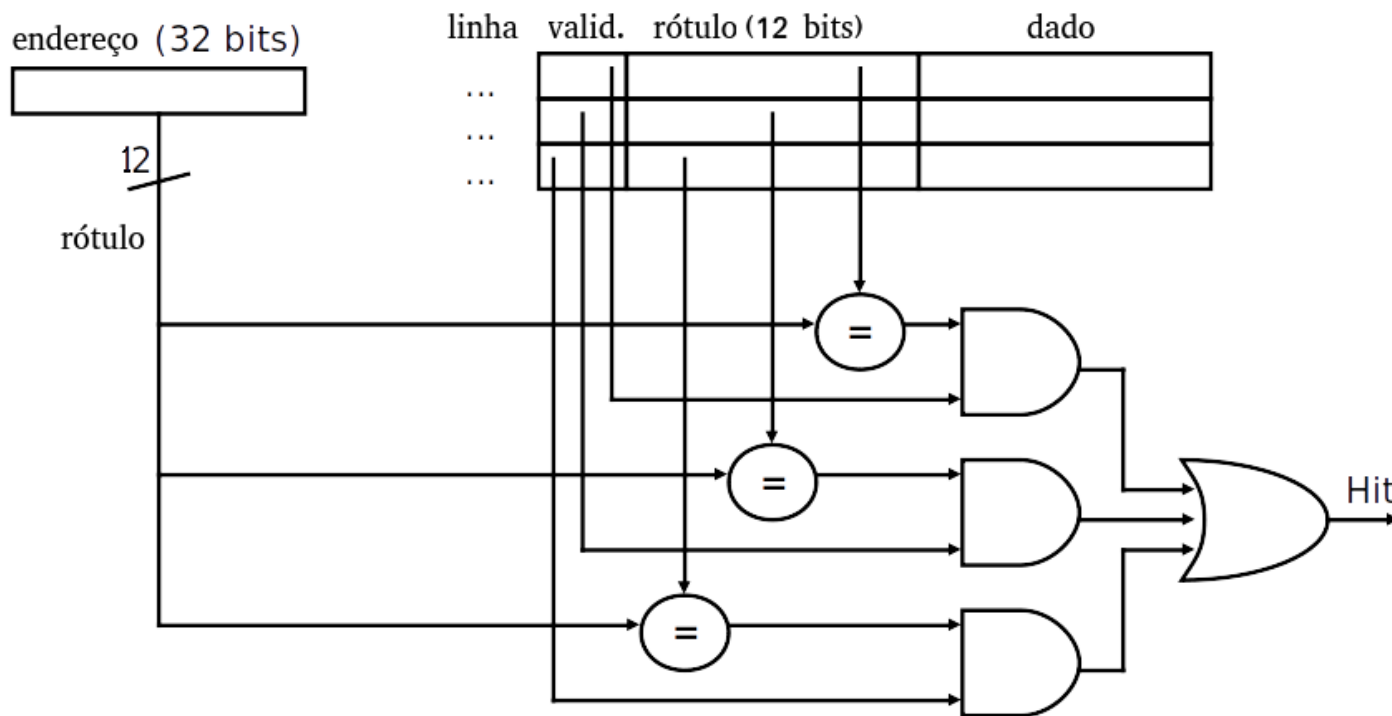 endereço (32 bits)
linha valid. rótulo (12 bits) dado
...
...
...
12
rótulo
=
=
=
Hit